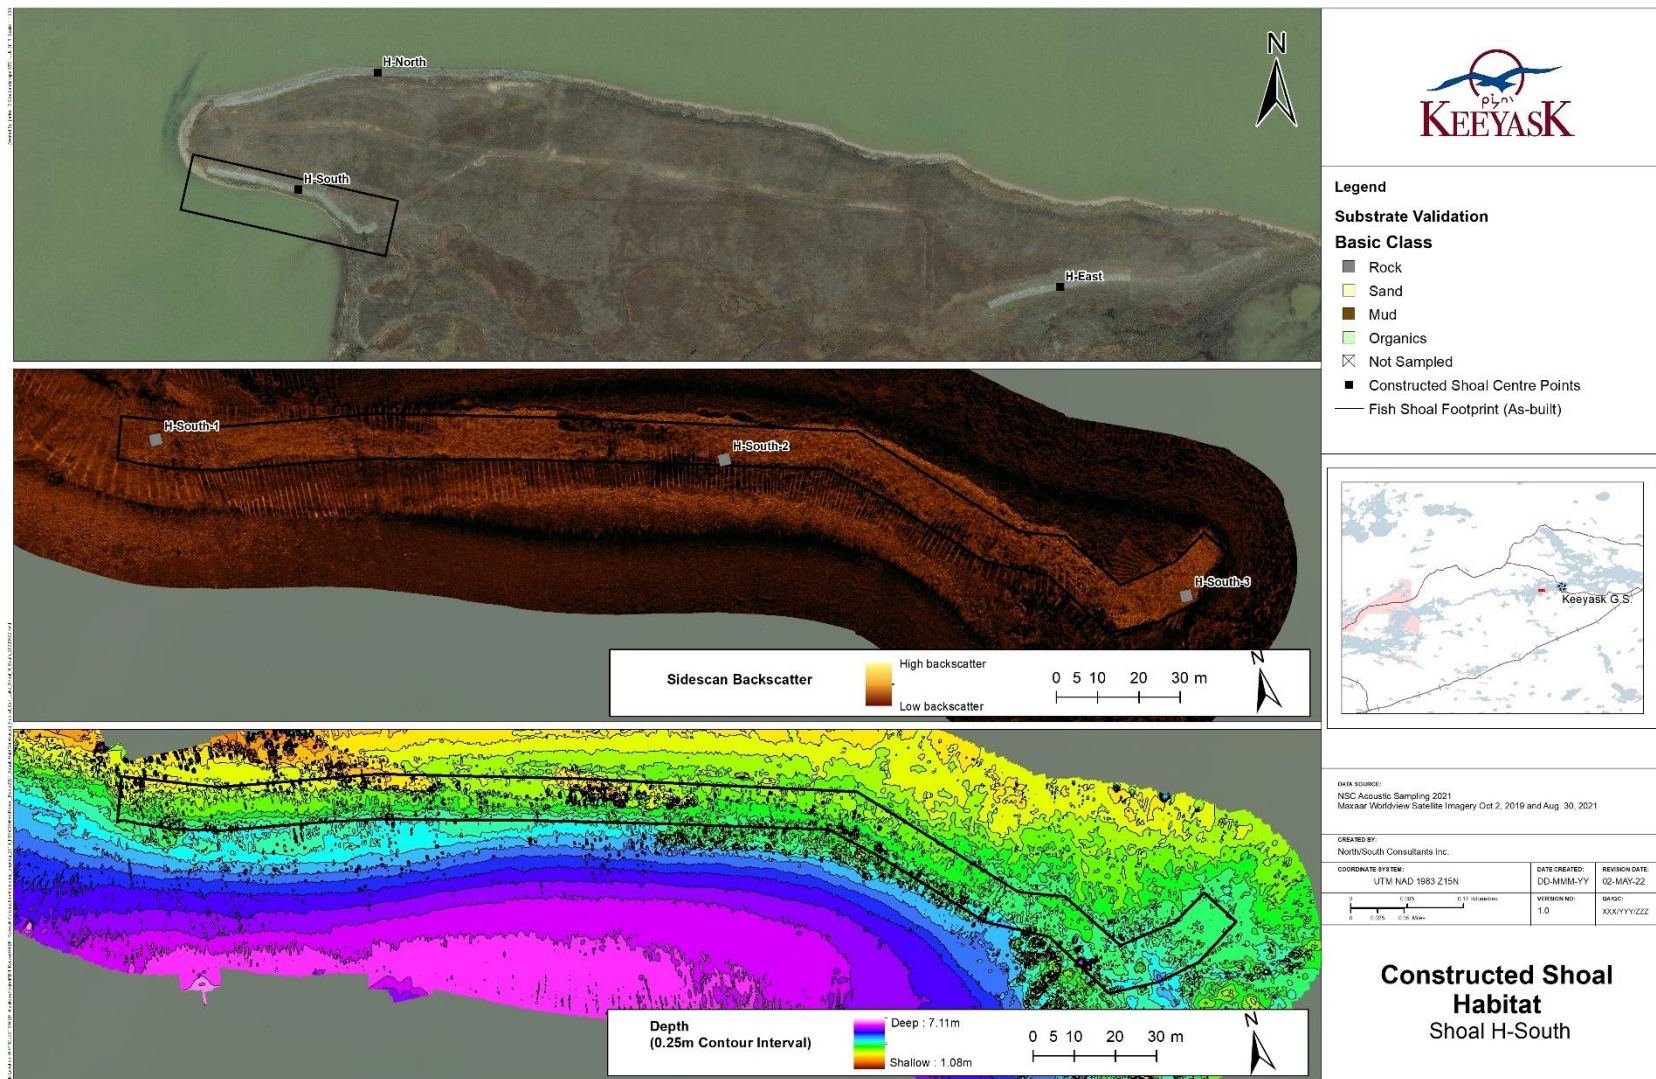 H-North
N
H-South
H-East
H-South-1
H-South-2
H-South-3
Sidescan Backscatter
High backscatter
Low backscatter
0 5 10 20 30 m
N
Depth
(0.25m Contour Interval)
Deep : 7.11m
Shallow : 1.08m
0 5 10 20 30 m
N
KEEYASK
Legend
Substrate Validation
Basic Class
Rock
Sand
Mud
Organics
Not Sampled
Constructed Shoal Centre Points
Fish Shoal Footprint (As-built)
Keeyask G.S.
DATA SOURCE:
NSC Acoustic Sampling 2021
Maxaar Worldview Satellite Imagery Oct 2, 2019 and Aug. 30, 2021
CREATED BY:
North/South Consultants Inc.
COORDINATE SYSTEM:
UTM NAD 1983 Z15N
DATE CREATED:
DD-MMM-YY
REVISION DATE:
02-MAY-22
VERSION NO:
1.0
QA/QC:
XXX/YYY/ZZZ
Constructed Shoal
Habitat
Shoal H-South